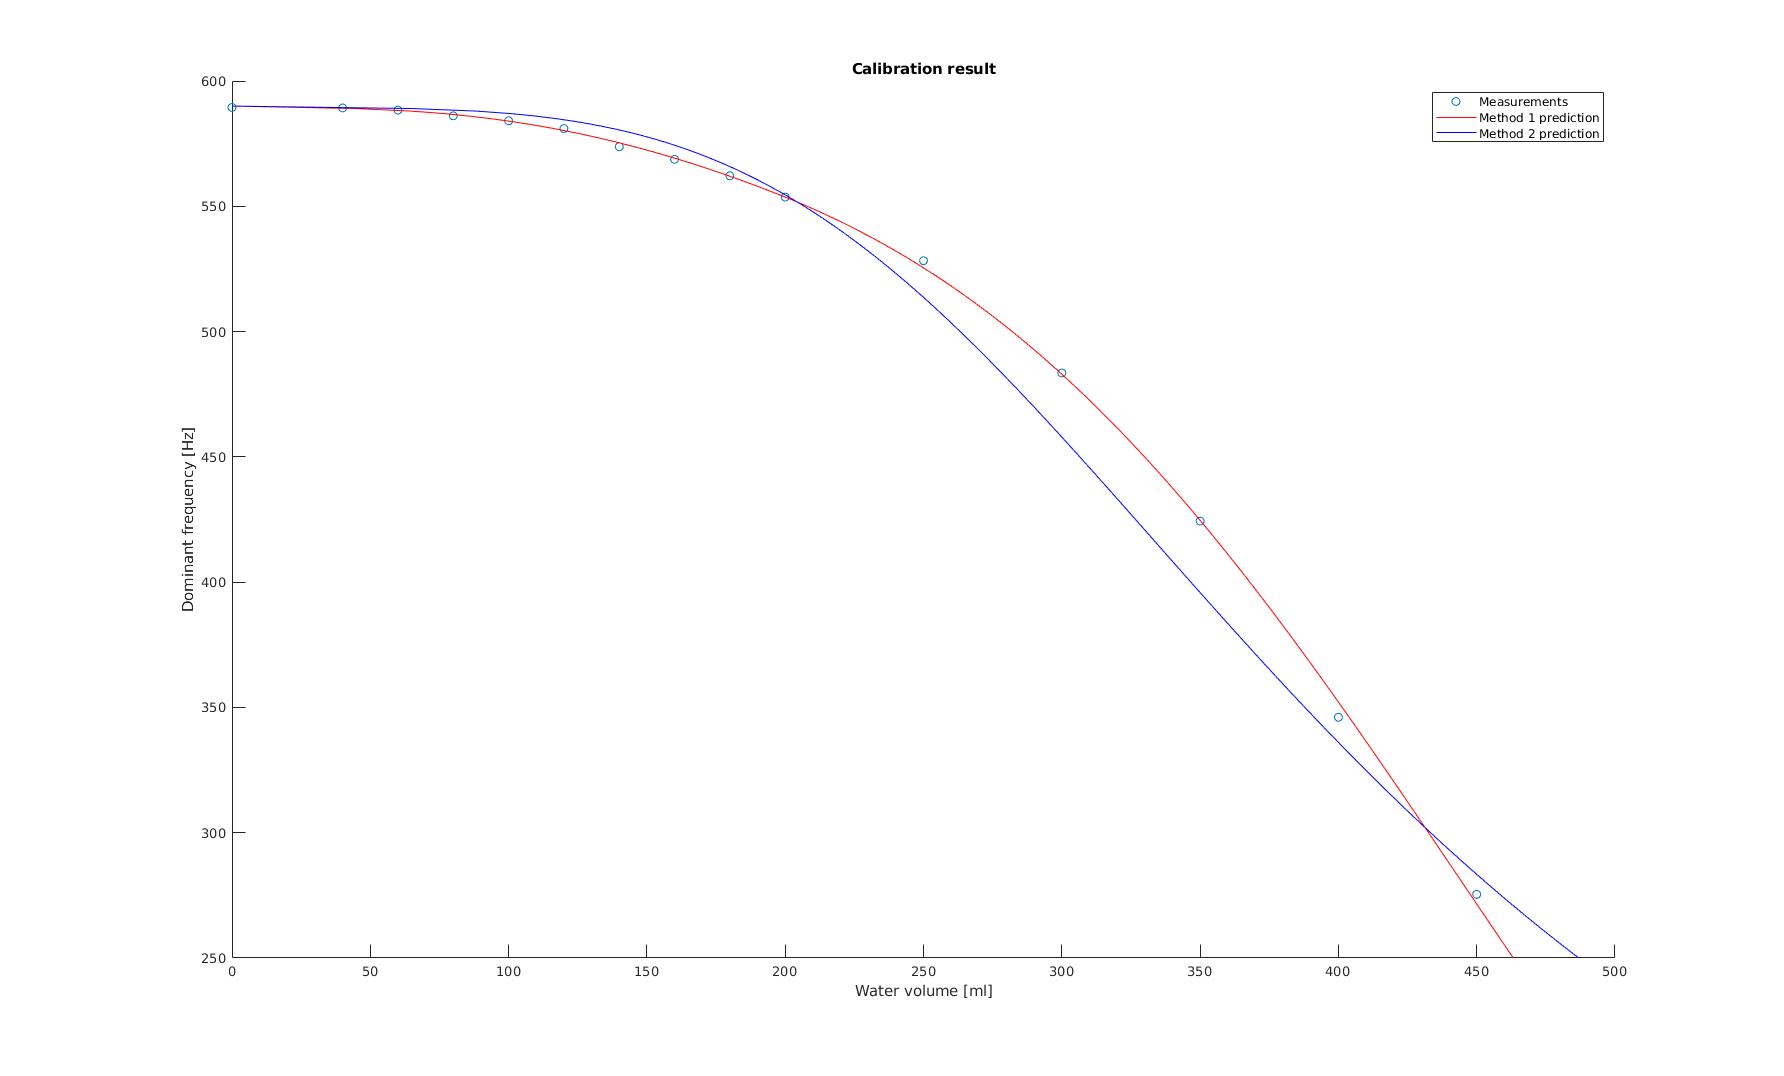 Calibration result
600
550
500
450
400
350
300
250
Dominant frequency [Hz]
Measurements
Method 1 prediction
Method 2 prediction
0 50 100 150 200 250 300 350 400 450 500
Water volume [ml]